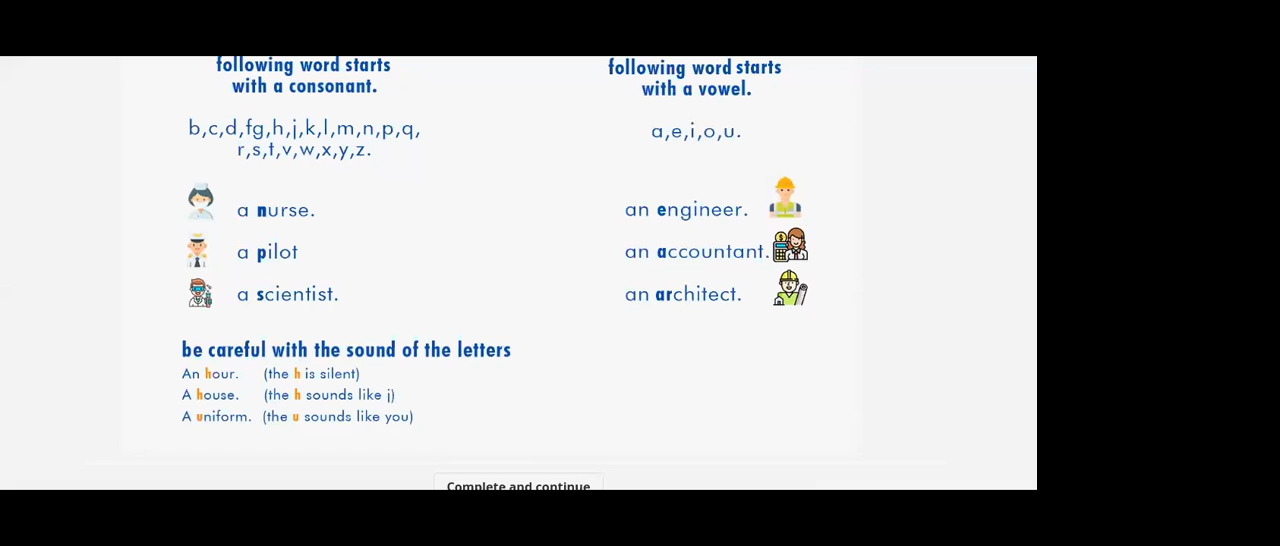 following word starts
with a consonant.
b,c,d,fg,h,j,k,l,m,n,p,q,
r,s,t,v,w,x,y,z.
a nurse.
a pilot
a scientist.
following word starts
with a vowel.
a,e,i,o,u.
an engineer.
an accountant.
an architect.
be careful with the sound of the letters
An hour. (the h is silent)
A house. (the h sounds like j)
A uniform. (the u sounds like you)
Complete and continue